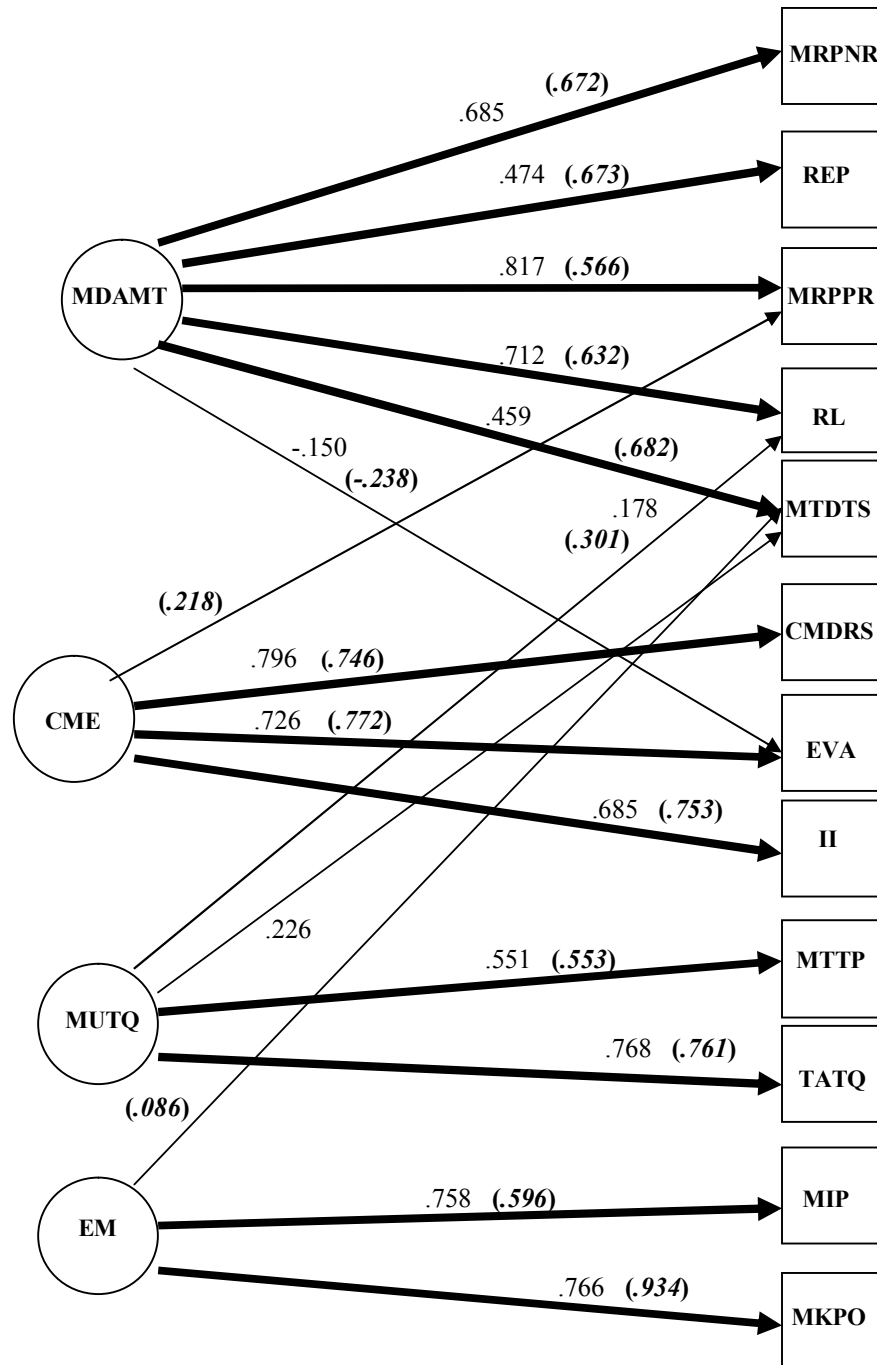 MRPNR
(.672)
.685
.474 (.673)
REP
.817 (.566)
MRPPR
MDAMT
.712 (.632)
RL
.459
-.150
(.682)
(-.238)
.178
(.301)
MTDTS
(.218)
CMDRS
.796 (.746)
CME
.726 (.772)
EVA
.685 (.753)
II
.226
.551 (.553)
MTTP
MUTQ
.768 (.761)
TATQ
(.086)
.758 (.596)
MIP
EM
.766 (.934)
MKPO